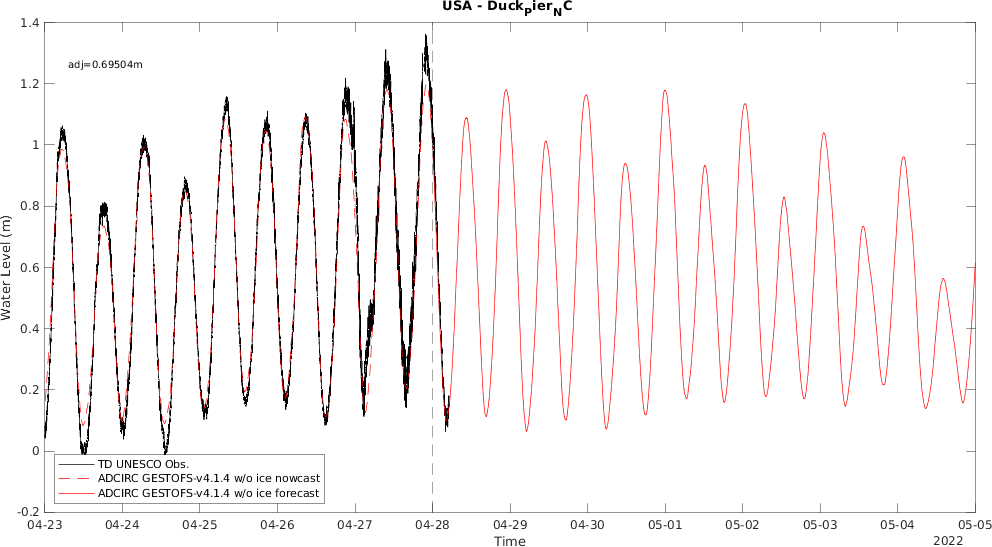 USA - Duck_Pier_NC
1.4
adj=0.69504m
1.2
1
0.8
0.6
0.4
0.2
0
-0.2
Water Level (m)
TD UNESCO Obs.
ADCIRC GESTOFS-v4.1.4 w/o ice nowcast
ADCIRC GESTOFS-v4.1.4 w/o ice forecast
04-23 04-24 04-25 04-26 04-27 04-28 04-29 04-30 05-01 05-02 05-03 05-04 05-05
Time
2022